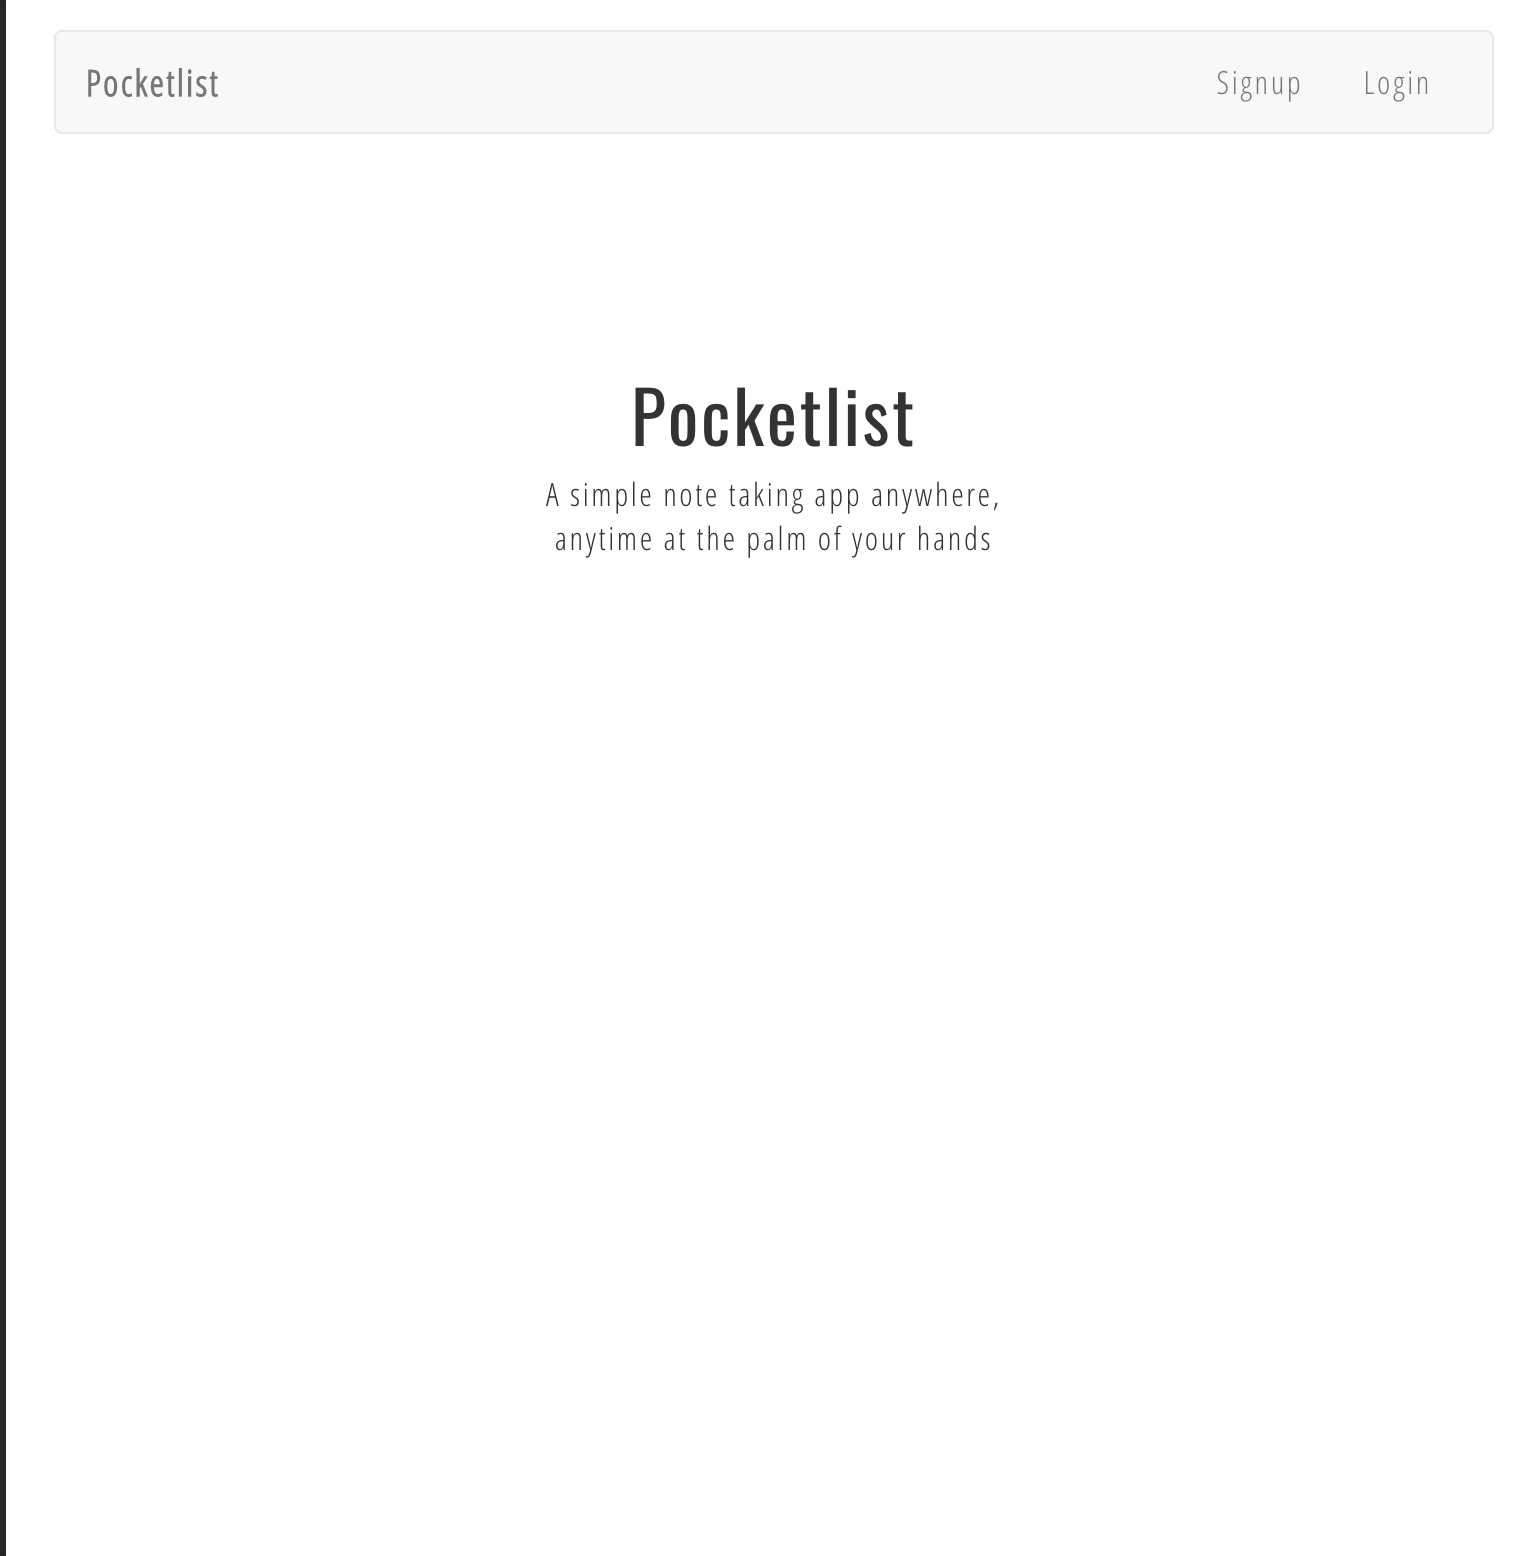 Pocketlist
Signup
Login
Pocketlist
A simple note taking app anywhere,
anytime at the palm of your hands